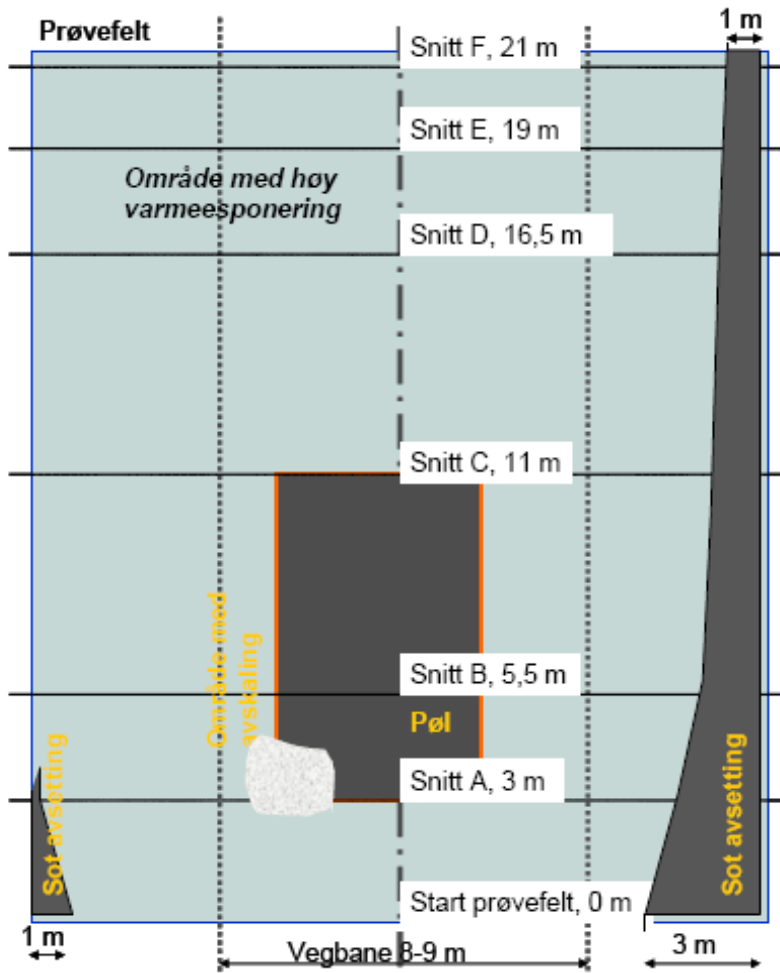 1 m
Prøvefelt
Snitt F, 21 m
Snitt E, 19 m
Område med høy
varmeesponering
Snitt D, 16,5 m
Snitt C, 11 m
Område med
avskaling
Snitt B, 5,5 m
Pøl
Snitt A, 3 m
Sot avsetting
Sot avsetting
Start prøvefelt, 0 m
1 m
Vegbane 8-9 m
3 m